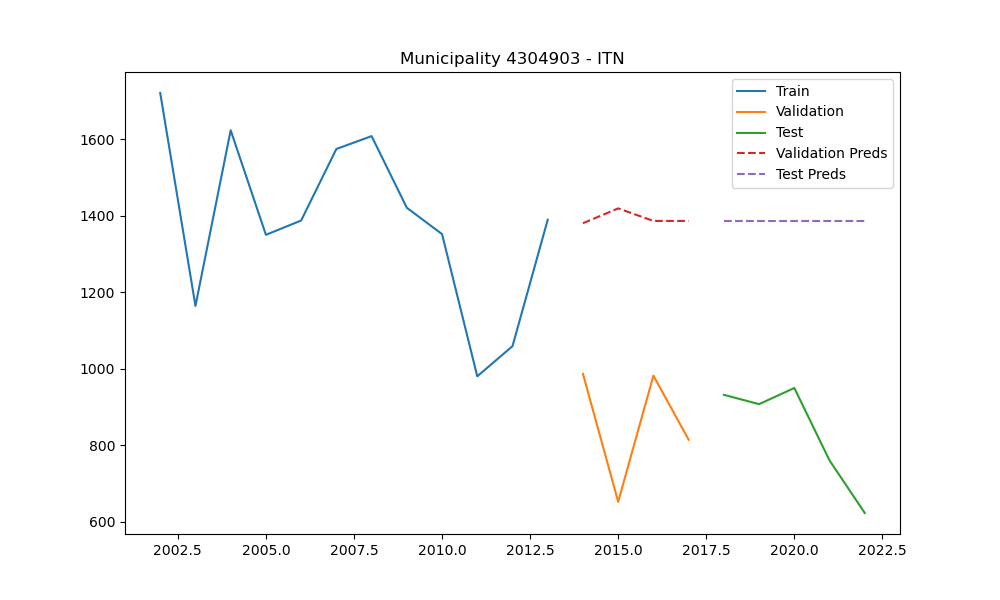 Municipality 4304903 - ITN
Train
Validation
Test
Validation Preds
Test Preds
1600
1400
1200
1000
800
600
2002.5 2005.0 2007.5 2010.0 2012.5 2015.0 2017.5 2020.0 2022.5